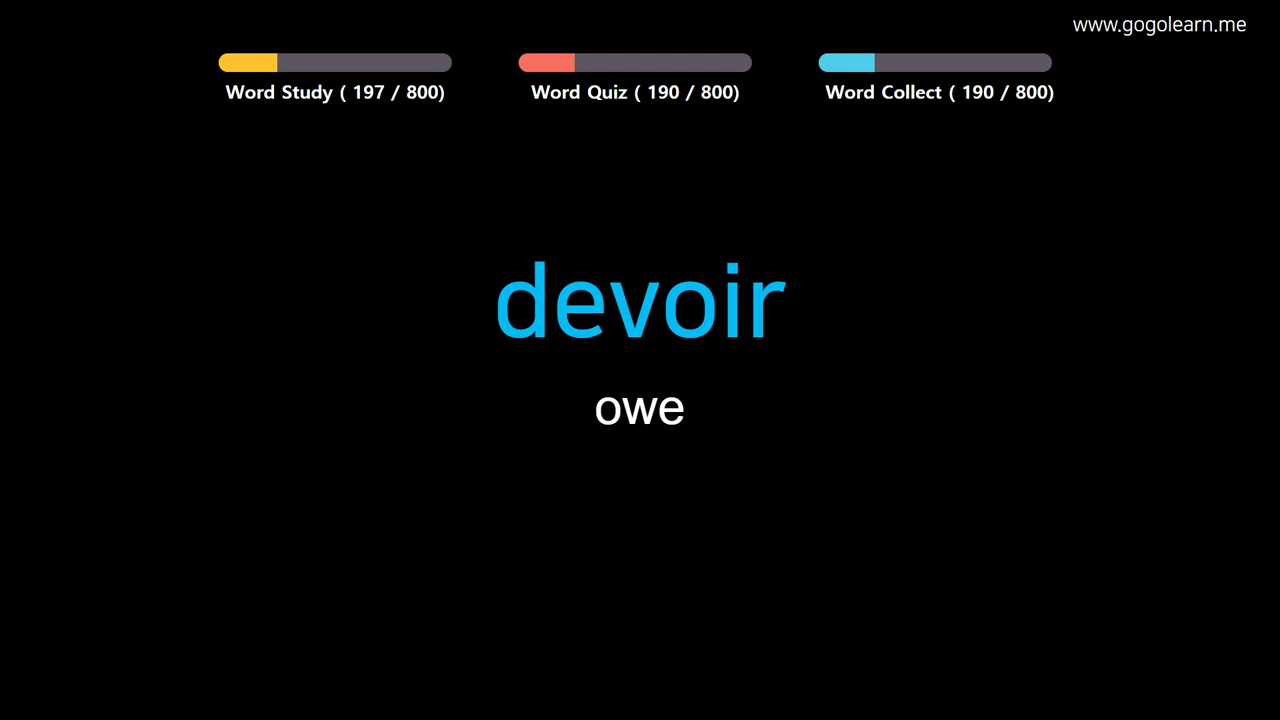 www.gogolearn.me
Word Study ( 197 / 800)
Word Quiz ( 190 / 800)
Word Collect ( 190 / 800)
devoir
owe